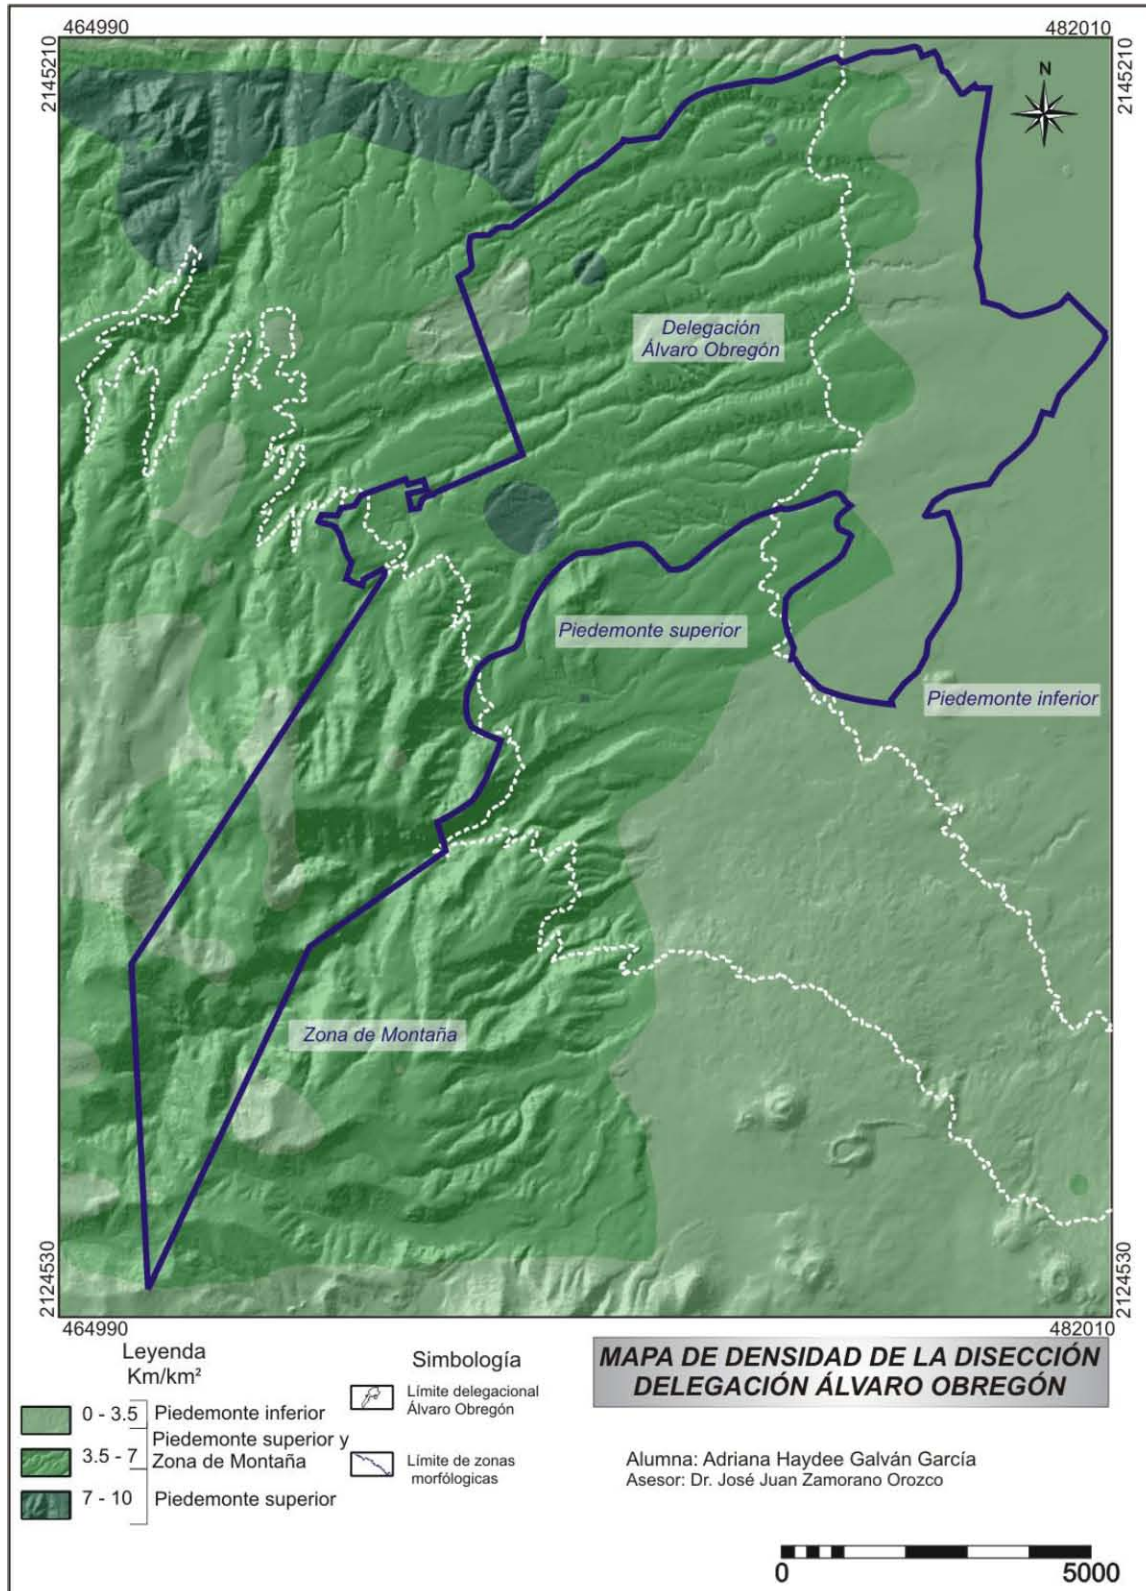 464990
482010
2145210
2145210
N
Delegación
Álvaro Obregón
Piedemonte superior
Piedemonte inferior
Zona de Montaña
2124530
2124530
464990
482010
Leyenda
Km/km²
0 - 3.5
Piedemonte inferior
3.5 - 7
Piedemonte superior y
Zona de Montaña
7 - 10
Piedemonte superior
Simbología
Límite delegacional
Álvaro Obregón
Límite de zonas
morfólogicas
MAPA DE DENSIDAD DE LA DISECCIÓN
DELEGACIÓN ÁLVARO OBREGÓN
Alumna: Adriana Haydee Galván García
Asesor: Dr. José Juan Zamorano Orozco
0
5000